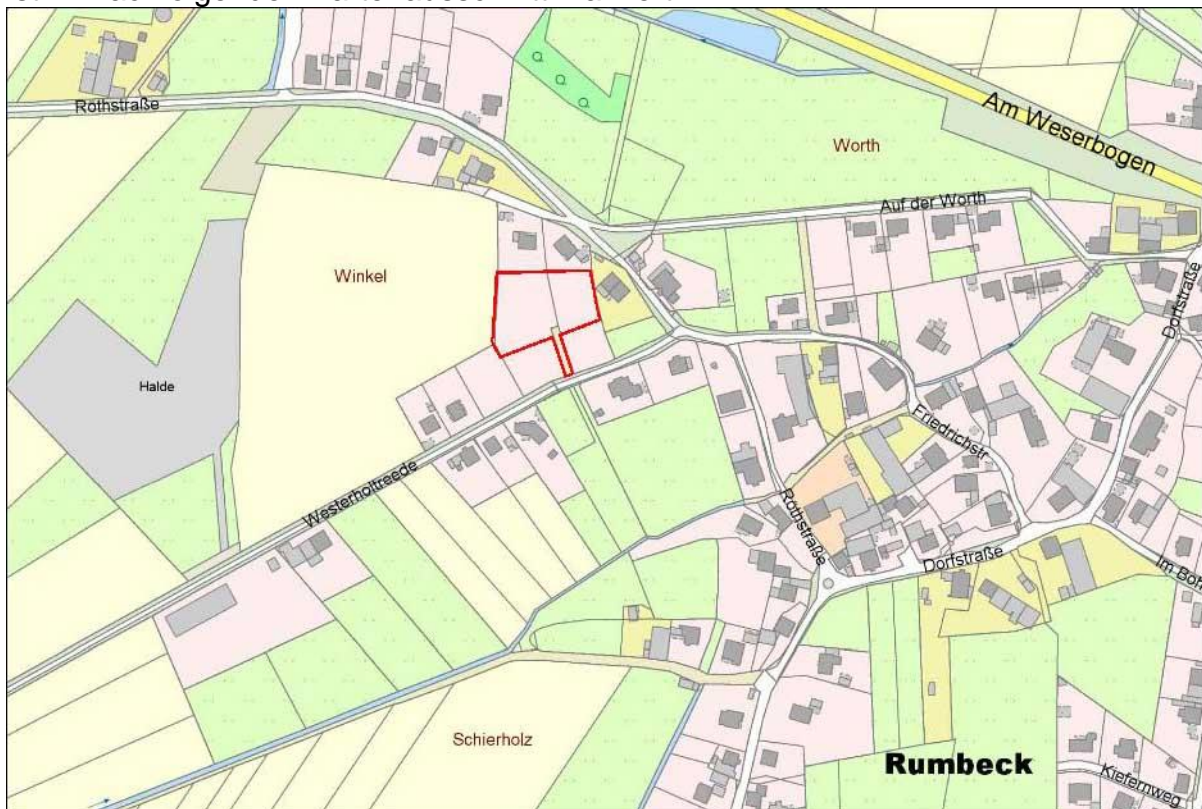 Rothstraße
Am Weserbogen
Worth
Auf der Worth
Winkel
Dorfstraße
Halde
Friedrichstr
Westerholtreede
Rothstraße
Dorfstraße
Schierholz
Rumbeck
Kiefernweg